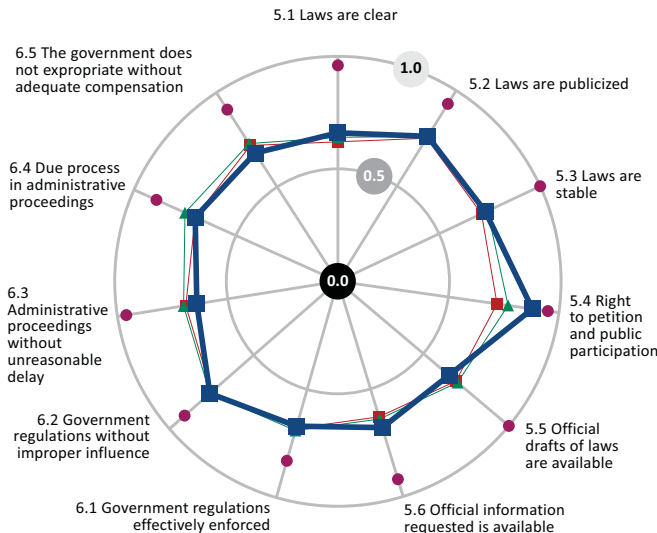 5.1 Laws are clear
1.0
5.2 Laws are publicized
5.3 Laws are
stable
5.4 Right
to petition
and public
participation
5.5 Official
drafts of laws
are available
5.6 Official information
requested is available
6.1 Government regulations
effectively enforced
6.2 Government
regulations without
improper influence
6.3
Administrative
proceedings
without
unreasonable
delay
6.4 Due process
in administrative
proceedings
6.5 The government does
not expropriate without
adequate compensation
0.5
0.0